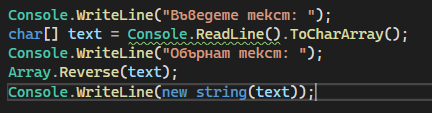 Console.WriteLine("Въведете текст: ");
char[] text = Console.ReadLine().ToCharArray();
Console.WriteLine("Обърнат текст: ");
Array.Reverse(text);
Console.WriteLine(new string(text));